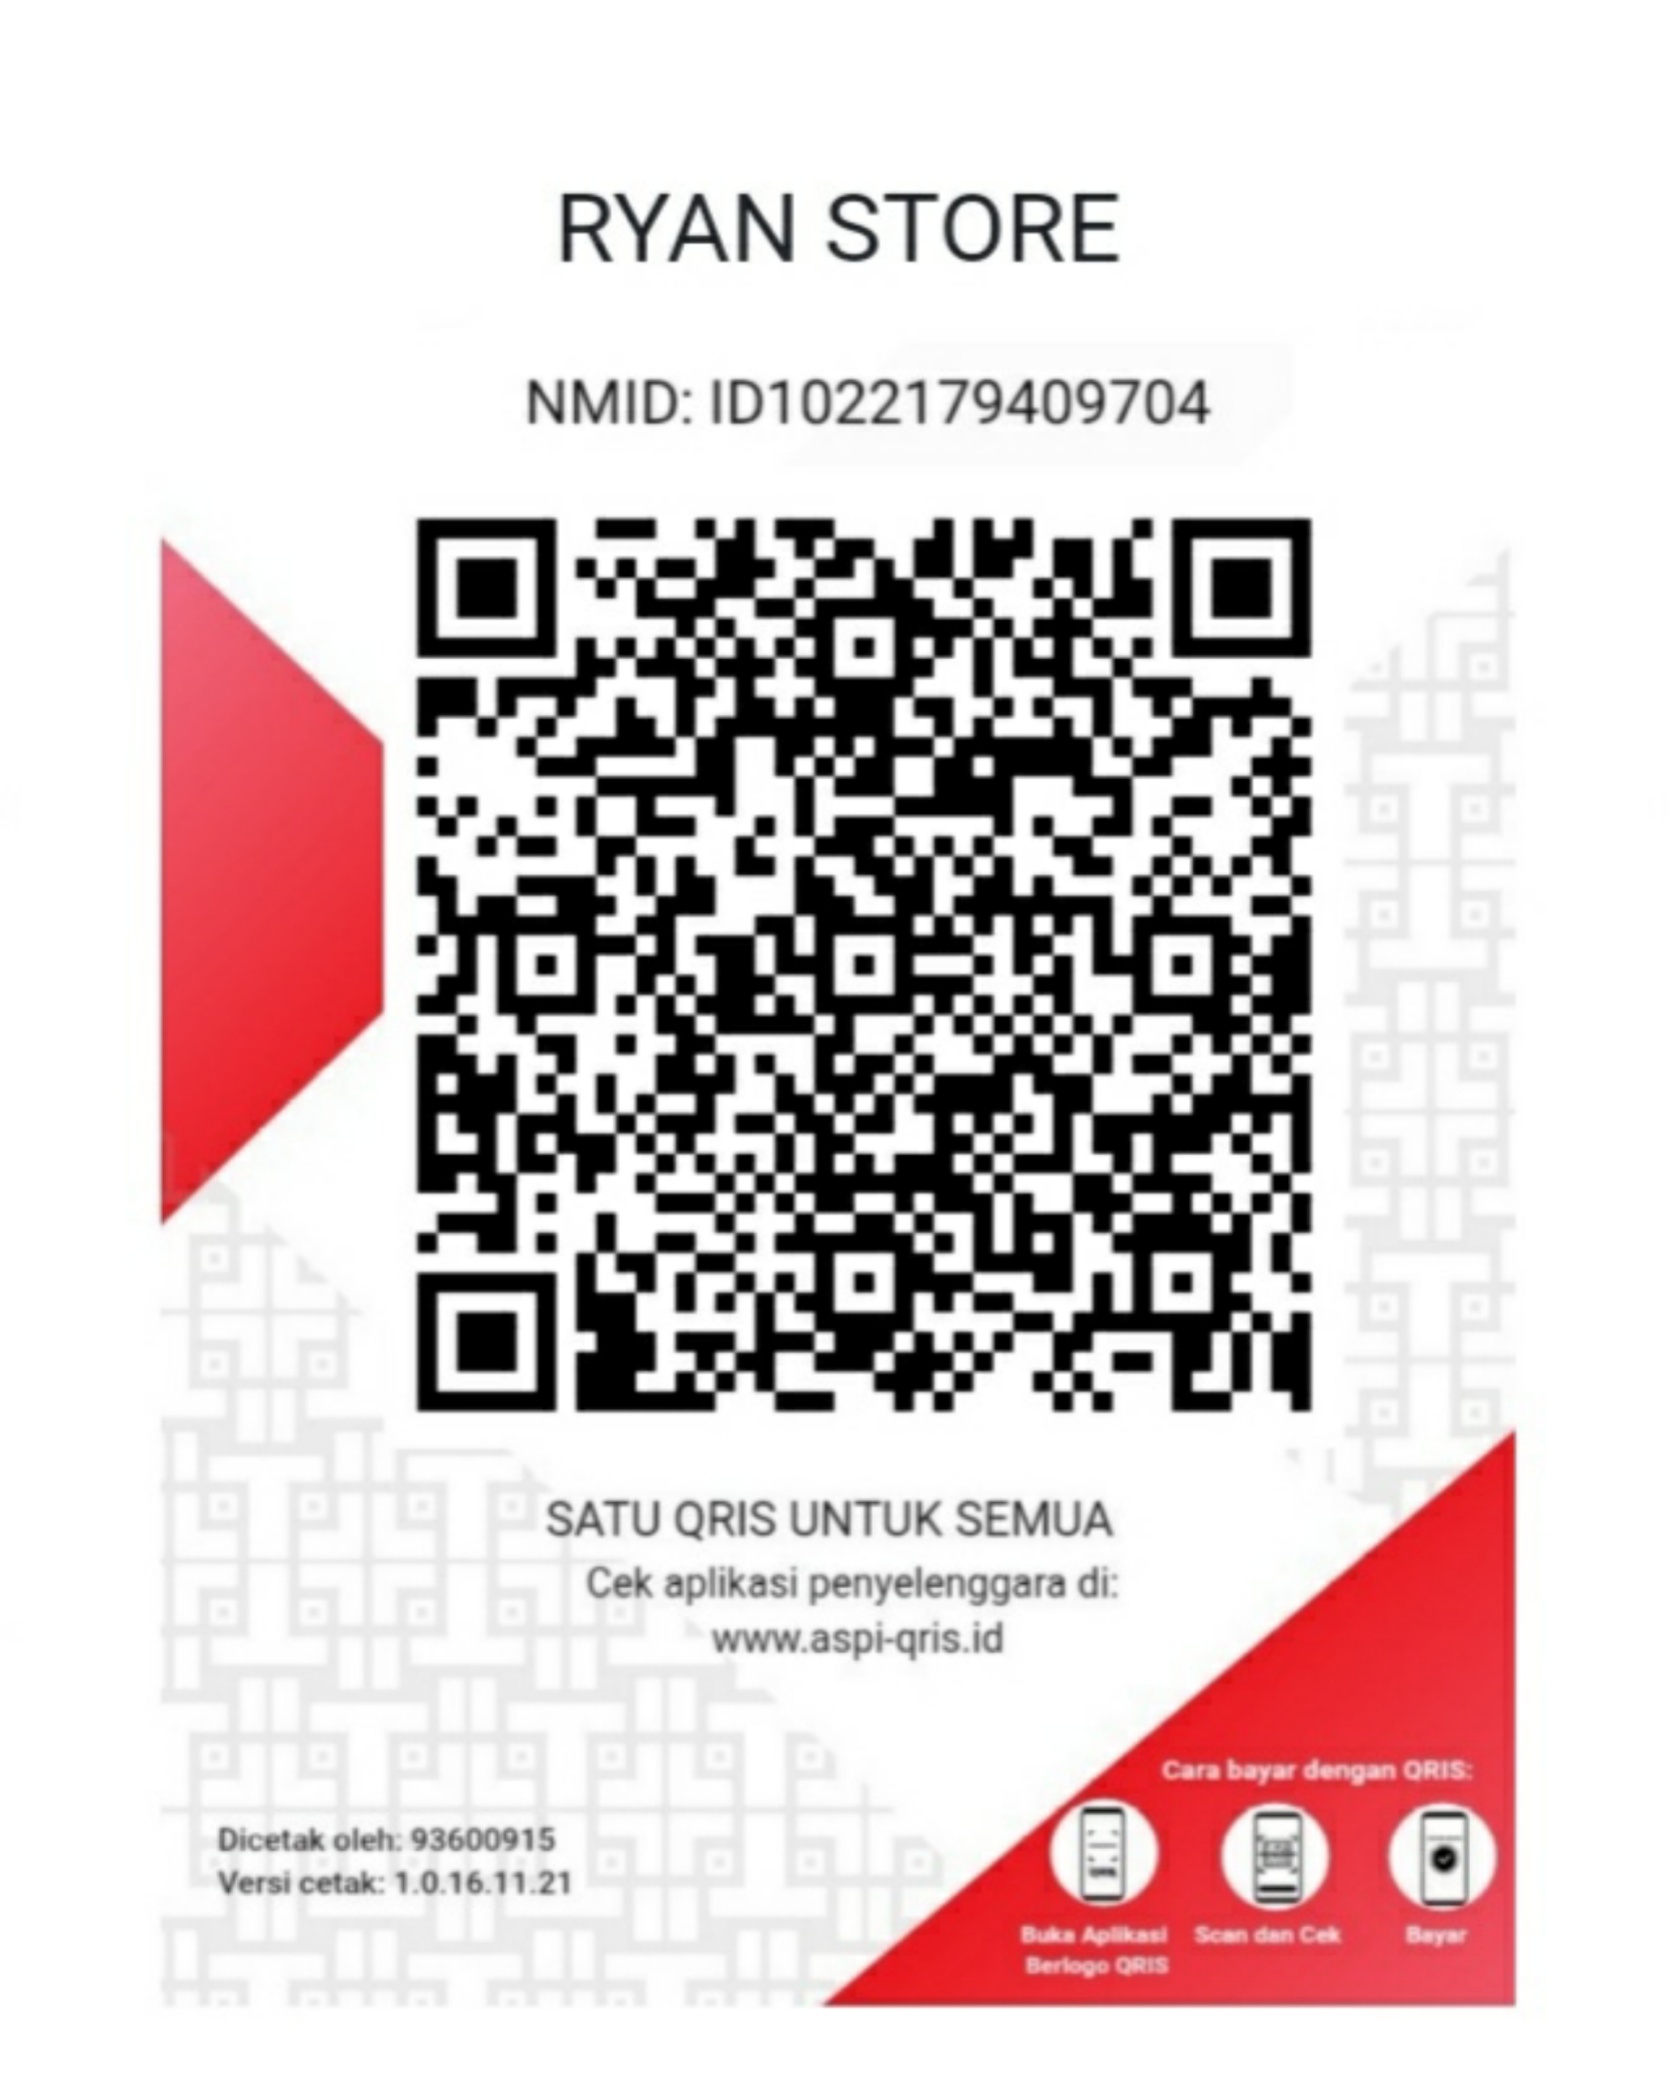 RYAN STORE
NMID: ID1022179409704
SATU QRIS UNTUK SEMUA
Cek aplikasi penyelenggara di:
www.aspi-qris.id
Cara bayar dengan QRIS:
Buka Aplikasi
Berlogo QRIS
Scan dan Cek
Bayar
Dicetak oleh: 93600915
Versi cetak: 1.0.16.11.21